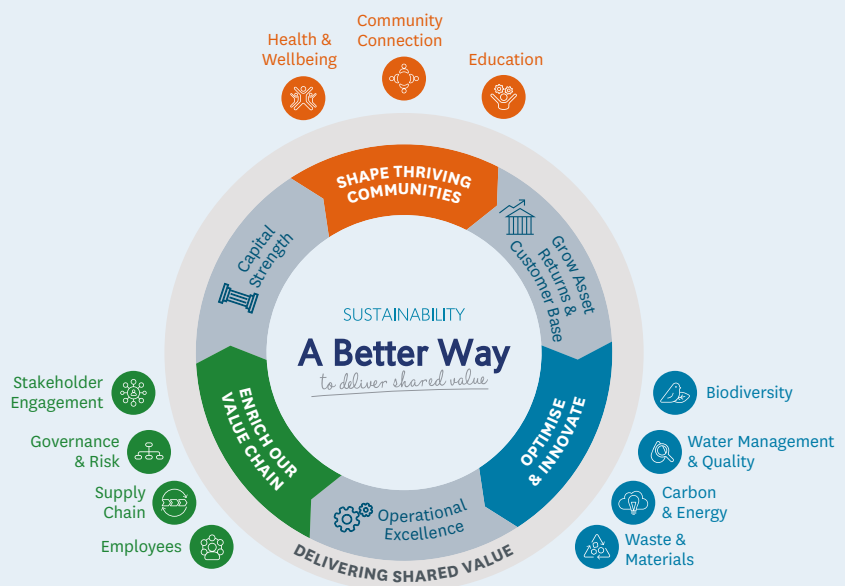 Community
Connection
Health &
Wellbeing
Education
SHAPE THRIVING
COMMUNITIES
Capital
Strength
Grow Asset
Returns &
Customer Base
SUSTAINABILITY
A Better Way
to deliver shared value
Stakeholder
Engagement
Governance
& Risk
Supply
Chain
Employees
ENRICH OUR
VALUE CHAIN
OPTIMISE
& INNOVATE
Biodiversity
Water Management
& Quality
Carbon
& Energy
Waste &
Materials
Operational
Excellence
DELIVERING SHARED VALUE